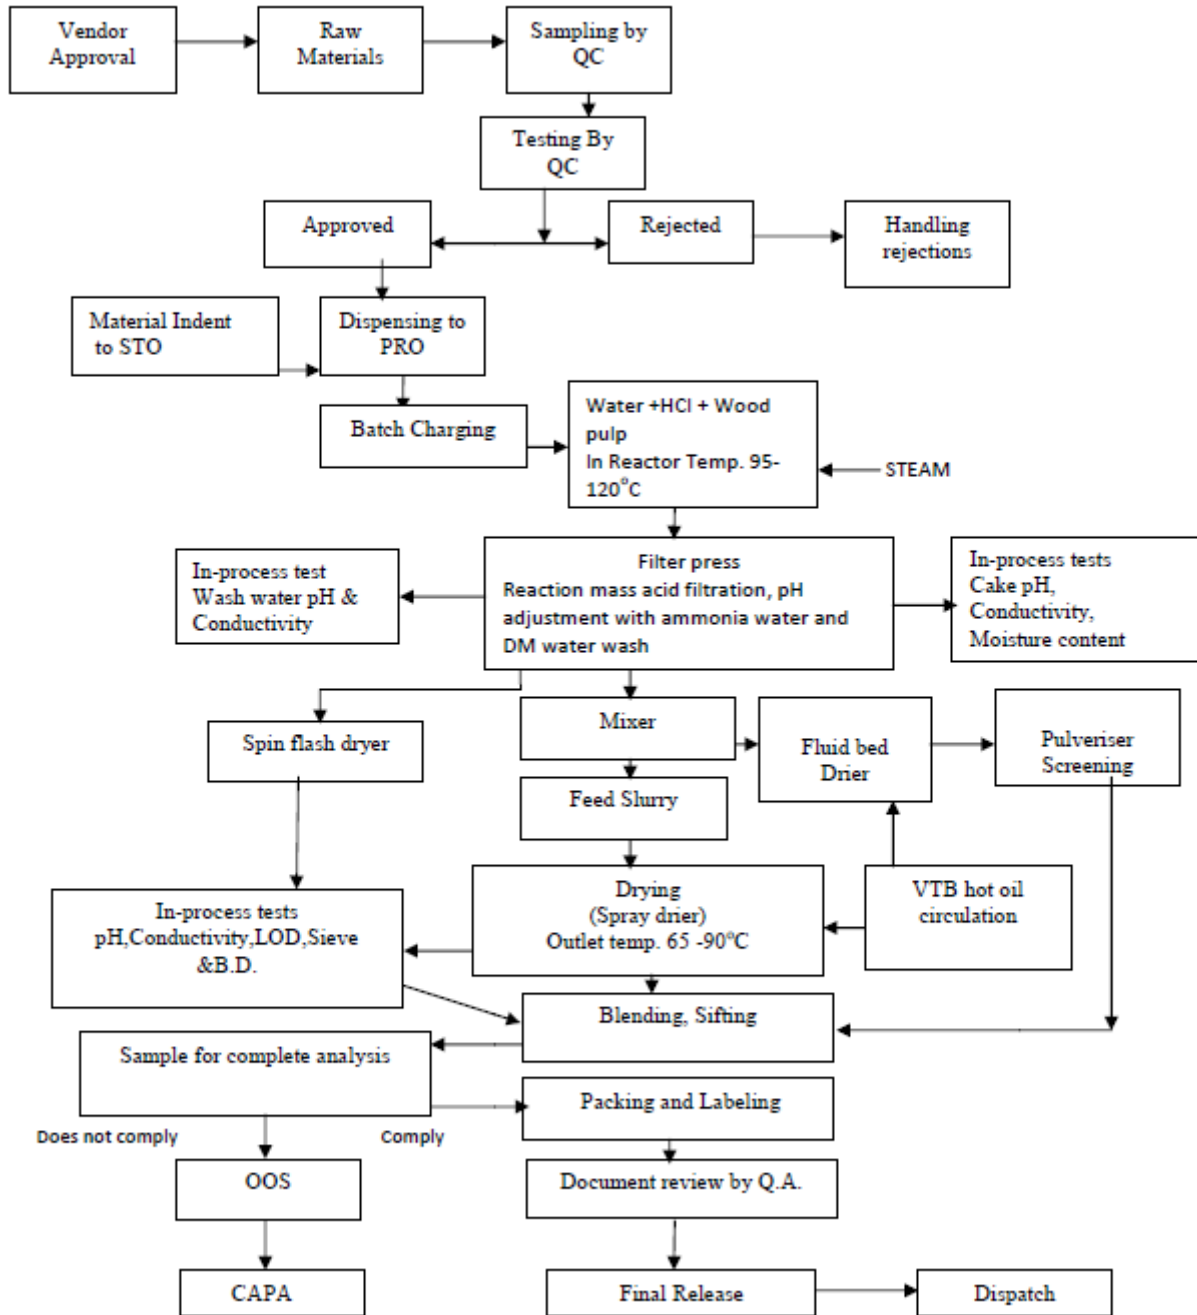 Vendor
Approval
Raw
Materials
Sampling by
QC
Testing By
QC
Approved
Rejected
Handling
rejections
Material Indent
to STO
Dispensing to
PRO
Batch Charging
Water +HCl + Wood
pulp
In Reactor Temp. 95-
120°C
STEAM
In-process test
Wash water pH &
Conductivity
Filter press
Reaction mass acid filtration, pH
adjustment with ammonia water and
DM water wash
In-process tests
Cake pH,
Conductivity,
Moisture content
Spin flash dryer
Mixer
Fluid bed
Drier
Pulveriser
Screening
Feed Slurry
In-process tests
pH,Conductivity,LOD,Sieve
&B.D.
Drying
(Spray drier)
Outlet temp. 65 -90°C
VTB hot oil
circulation
Blending, Sifting
Sample for complete analysis
Packing and Labeling
Does not comply
Comply
OOS
Document review by Q.A.
CAPA
Final Release
Dispatch